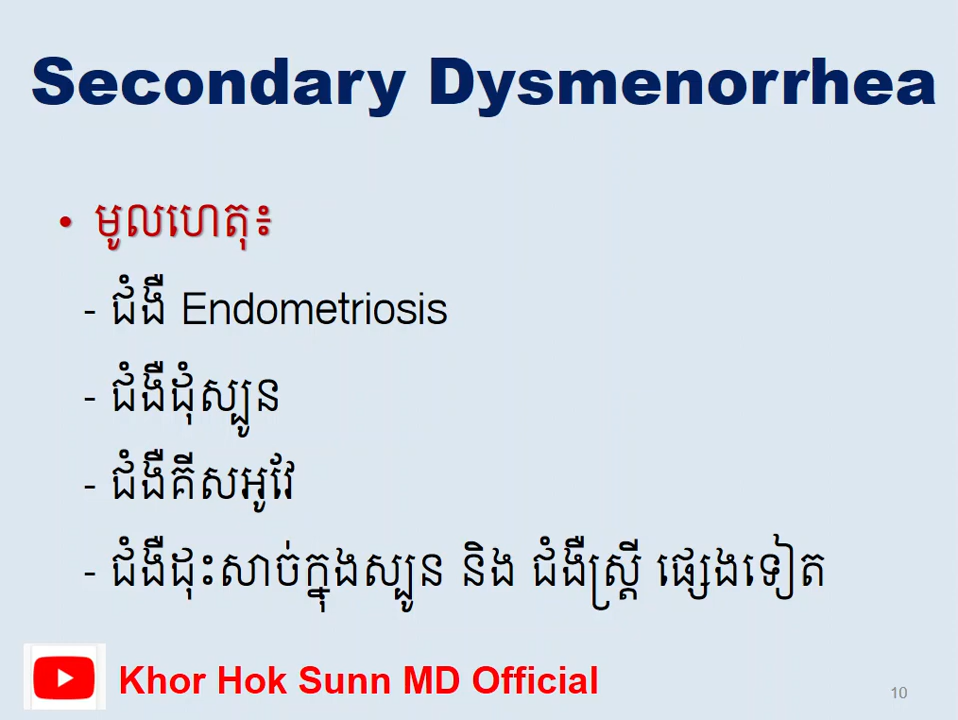 Secondary Dysmenorrhea
• មូលហេតុ៖
- ជំងឺ Endometriosis
- ជំងឺដុំស្បូន
- ជំងឺគីសអូវែ
- ជំងឺដុះសាច់ក្នុងស្បូន និង ជំងឺស្ត្រី ផ្សេងទៀត
Khor Hok Sunn MD Official
10